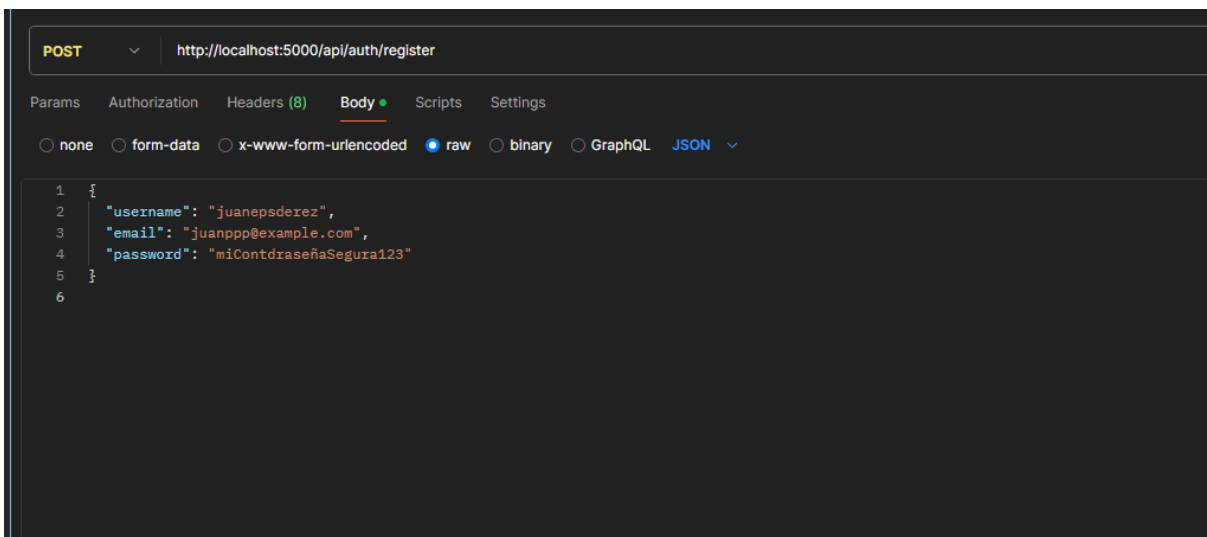 POST http://localhost:5000/api/auth/register
Params Authorization Headers (8) Body Scripts Settings
none form-data x-www-form-urlencoded raw binary GraphQL JSON
1 {
2 "username": "juanepsderez",
3 "email": "juanppp@example.com",
4 "password": "miContdraseñaSegura123"
5 }
6